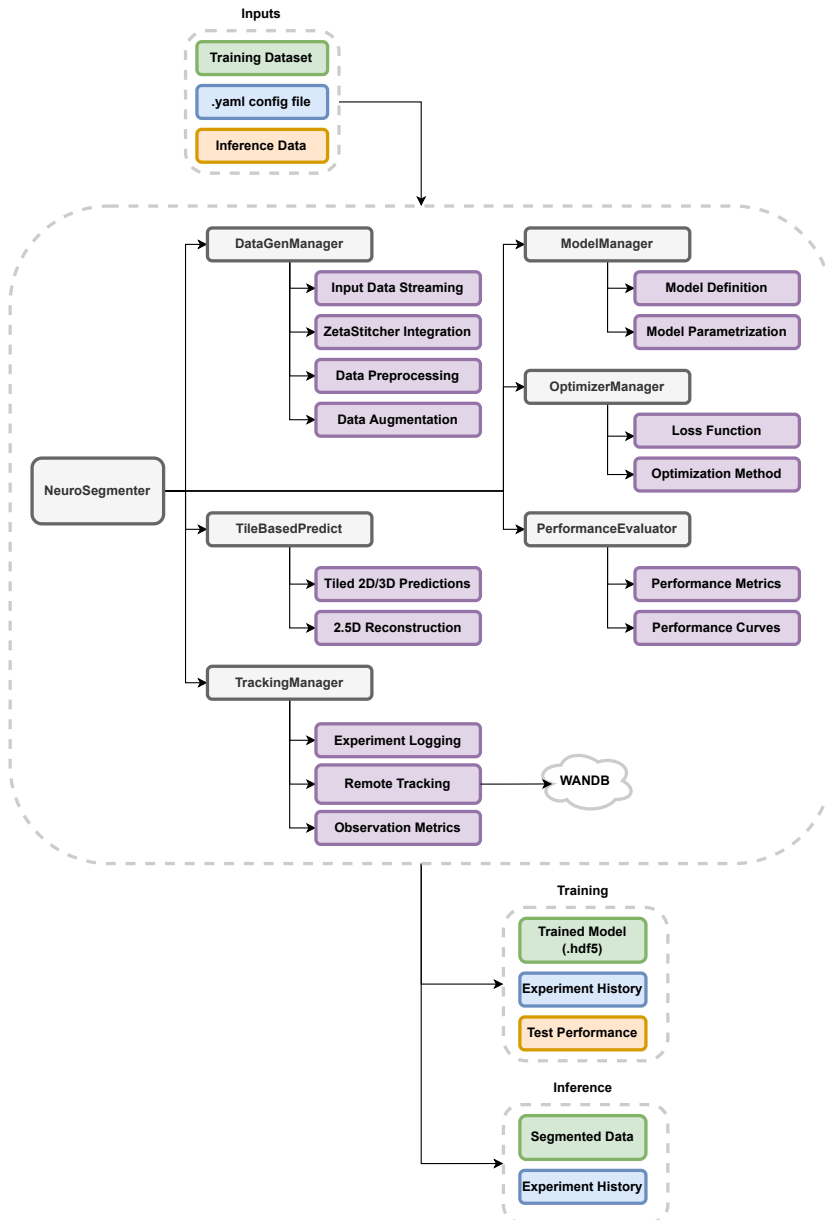 Inputs
Training Dataset
.yaml config file
Inference Data
DataGenManager
Input Data Streaming
ZetaStitcher Integration
Data Preprocessing
Data Augmentation
ModelManager
Model Definition
Model Parametrization
OptimizerManager
Loss Function
Optimization Method
NeuroSegmenter
TileBasedPredict
Tiled 2D/3D Predictions
2.5D Reconstruction
PerformanceEvaluator
Performance Metrics
Performance Curves
TrackingManager
Experiment Logging
Remote Tracking
Observation Metrics
WANDB
Training
Trained Model
(.hdf5)
Experiment History
Test Performance
Inference
Segmented Data
Experiment History